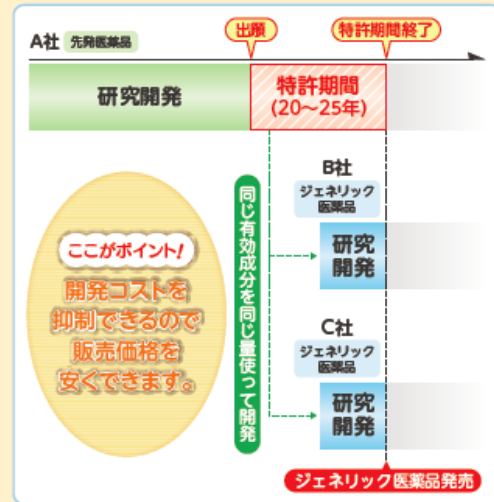 出願
特許期間終了
A社 先発医薬品
研究開発
特許期間
(20〜25年)
B社
ジェネリック
医薬品
研究
開発
同じ有効成分を同じ量使って開発
ここがポイント!
開発コストを
抑制できるので
販売価格を
安くできます。
C社
ジェネリック
医薬品
研究
開発
ジェネリック医薬品発売